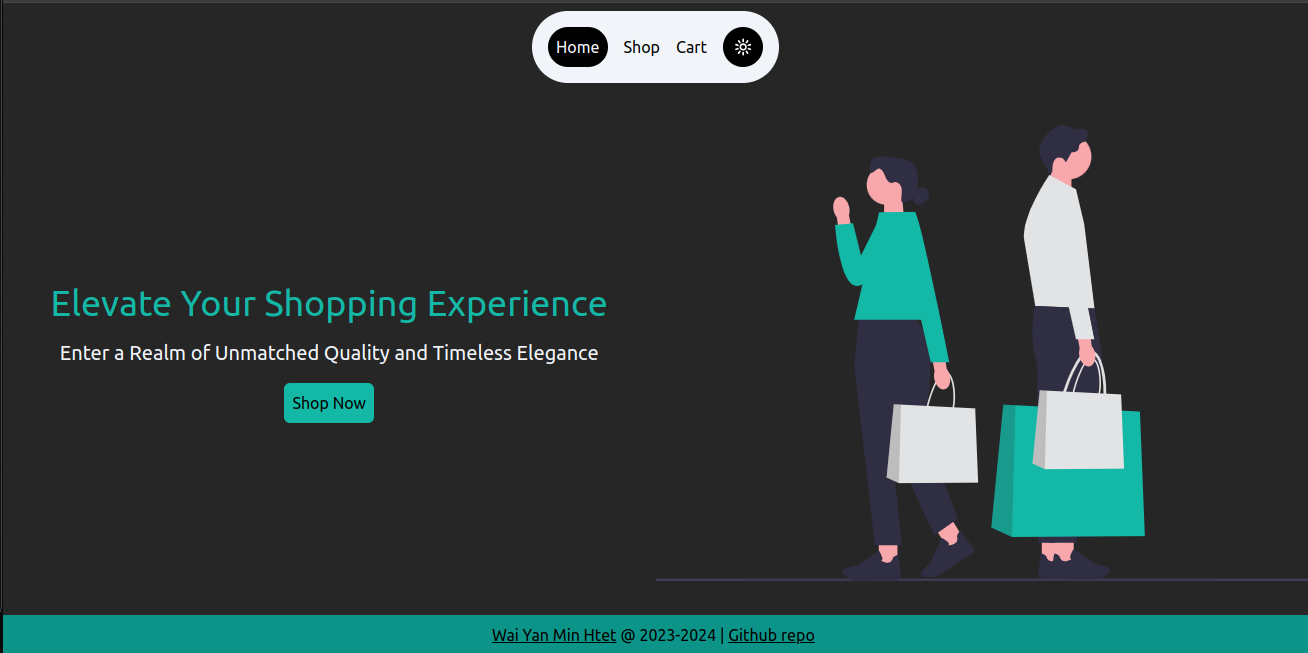 Home Shop Cart
Elevate Your Shopping Experience
Enter a Realm of Unmatched Quality and Timeless Elegance
Shop Now
Wai Yan Min Htet @ 2023-2024 | Github repo